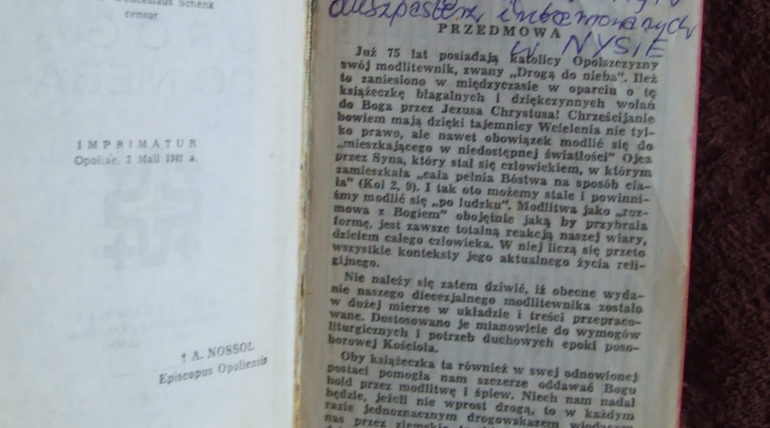 Schenk
censor
IMPRIMATUR
Opoliae, 3 Maii 1981 a.
† A. NOSSOL
Episcopus Opoliensis
duszpasterz internowanych
w NYSIE
PRZEDMOWA
Już 75 lat posiadają katolicy Opolszczyzny
swój modlitewnik, zwany „Drogą do nieba”. Ileż
to zaniesiono w międzyczasie w oparciu o tę
książeczkę błagalnych i dziękczynnych wołań
do Boga przez Jezusa Chrystusa! Chrześcijanie
bowiem mają dzięki tajemnicy Wcielenia nie tyl-
ko prawo, ale nawet obowiązek modlić się do
„mieszkającego w niedostępnej światłości” Ojca
przez Syna, który stał się człowiekiem, w którym
zamieszkała „cała pełnia Bóstwa na sposób cia-
ła” (Kol 2, 9). I tak oto możemy stale i powinni-
śmy modlić się „po ludzku”. Modlitwa jako „roz-
mowa z Bogiem” obojętnie jaką by przybrała
formę, jest zawsze totalną reakcją naszej wiary,
dziełem całego człowieka. W niej liczą się przeto
wszystkie konteksty jego aktualnego życia reli-
gijnego.
Nie należy się zatem dziwić, iż obecne wyda-
nie naszego diecezjalnego modlitewnika zostało
w dużej mierze w układzie i treści przepraco-
wane. Dostosowano je mianowicie do wymogów
liturgicznych i potrzeb duchowych epoki poso-
borowej Kościoła.
Oby książeczka ta również w swej odnowionej
postaci pomogła nam szczerze oddawać Bogu
hołd przez modlitwę i śpiew. Niech nam nadal
będzie, jeżeli nie wprost drogą, to w każdym
razie jednoznacznym drogowskazem wiodącym
nas przez